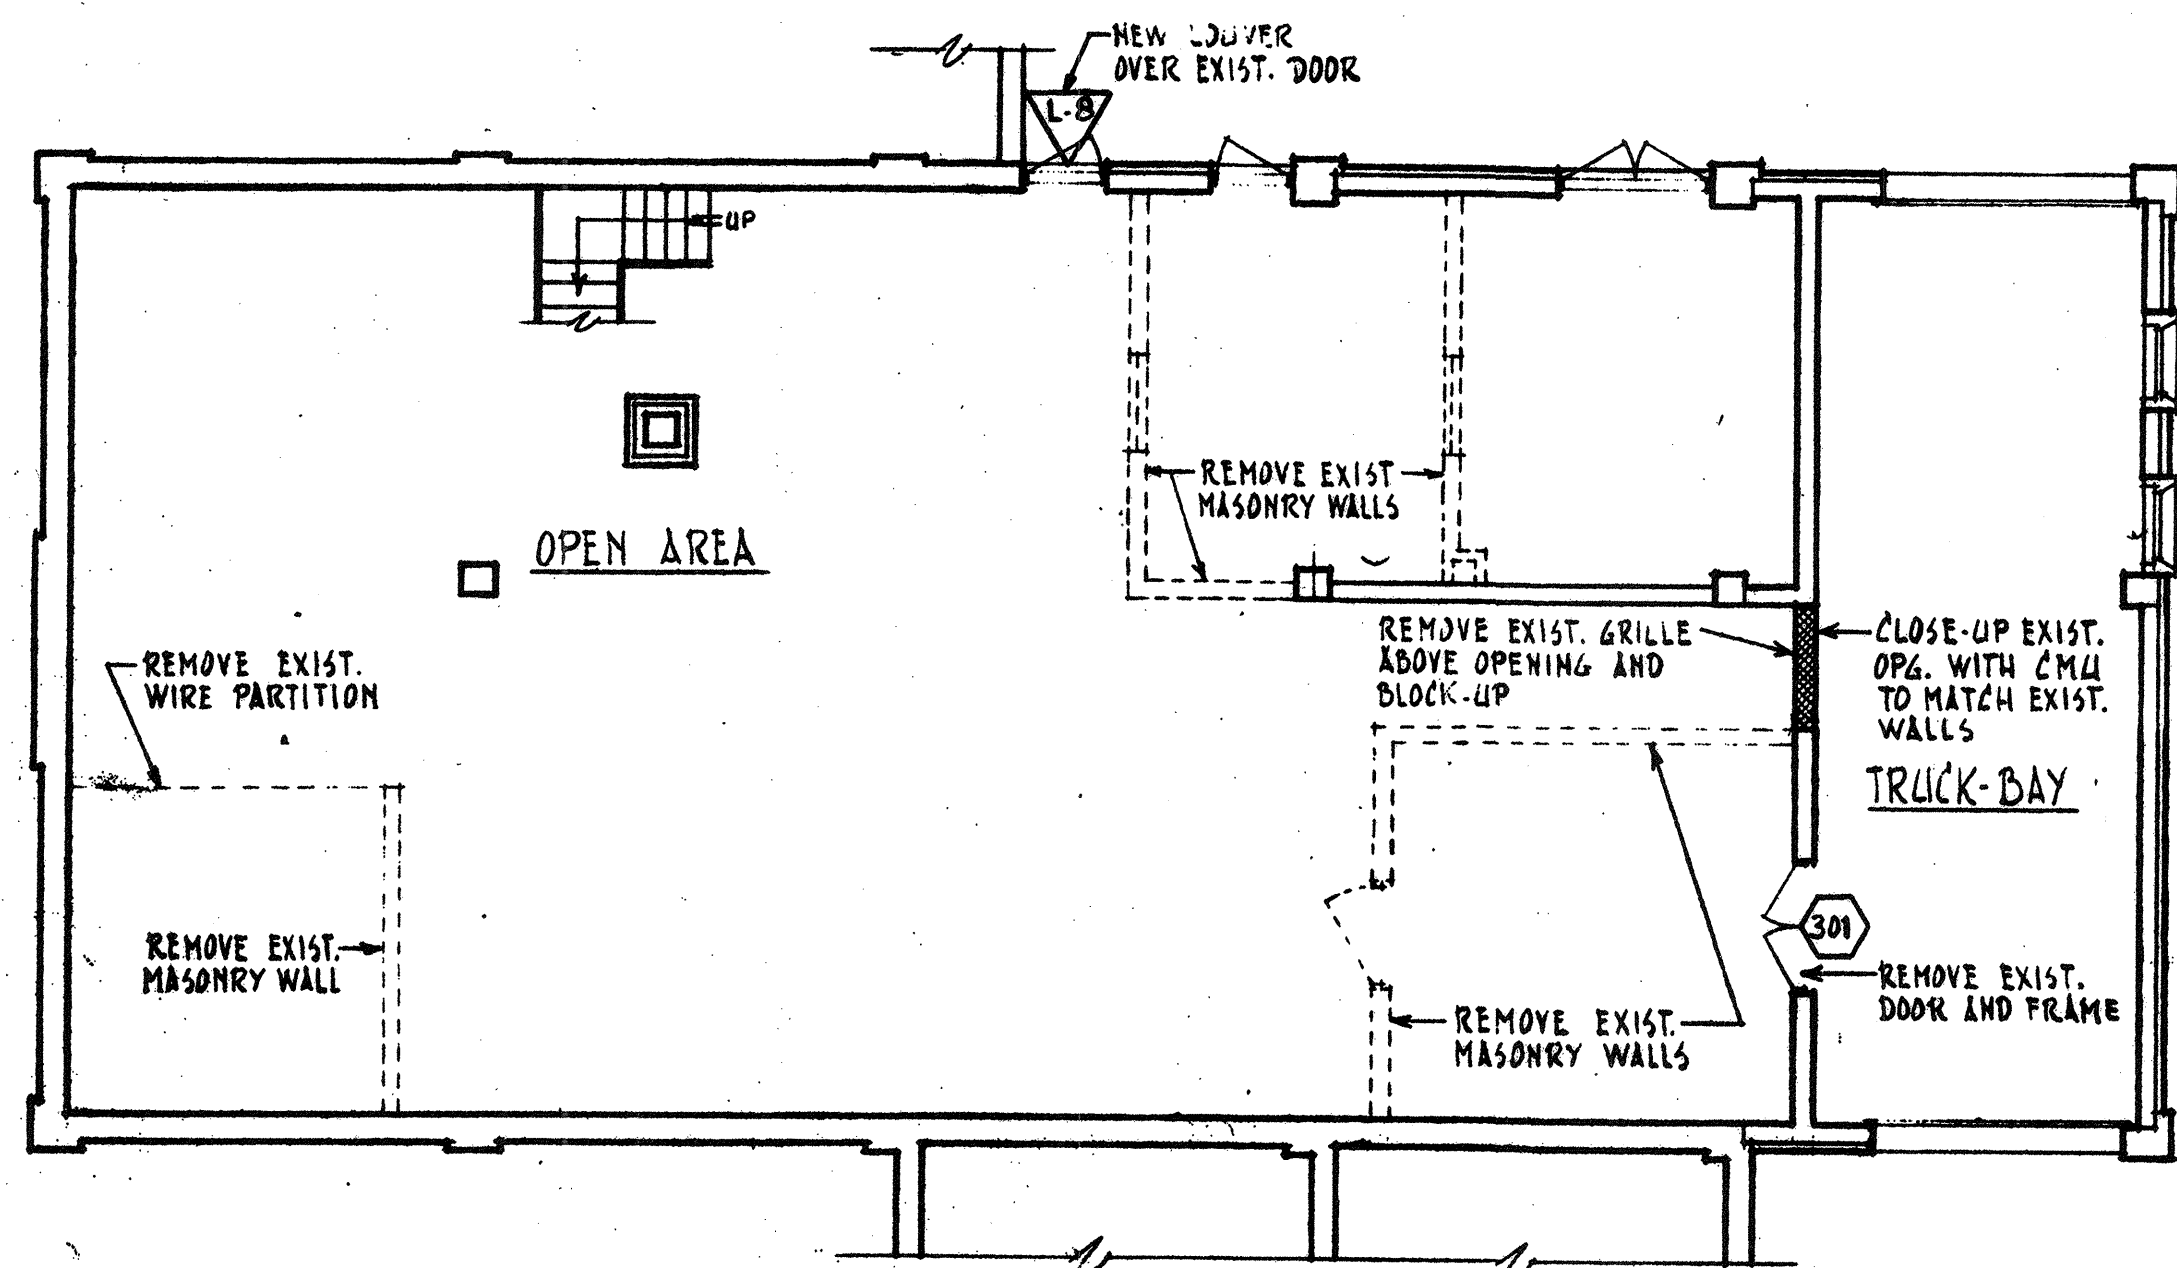 NEW LOUVER
OVER EXIST. DOOR
L-8
UP
REMOVE EXIST
MASONRY WALLS
OPEN AREA
REMOVE EXIST. GRILLE
ABOVE OPENING AND
BLOCK-UP
CLOSE-UP EXIST.
OPG. WITH CMU
TO MATCH EXIST.
WALLS
REMOVE EXIST.
WIRE PARTITION
TRUCK-BAY
301
REMOVE EXIST.
MASONRY WALL
REMOVE EXIST.
DOOR AND FRAME
REMOVE EXIST.
MASONRY WALLS